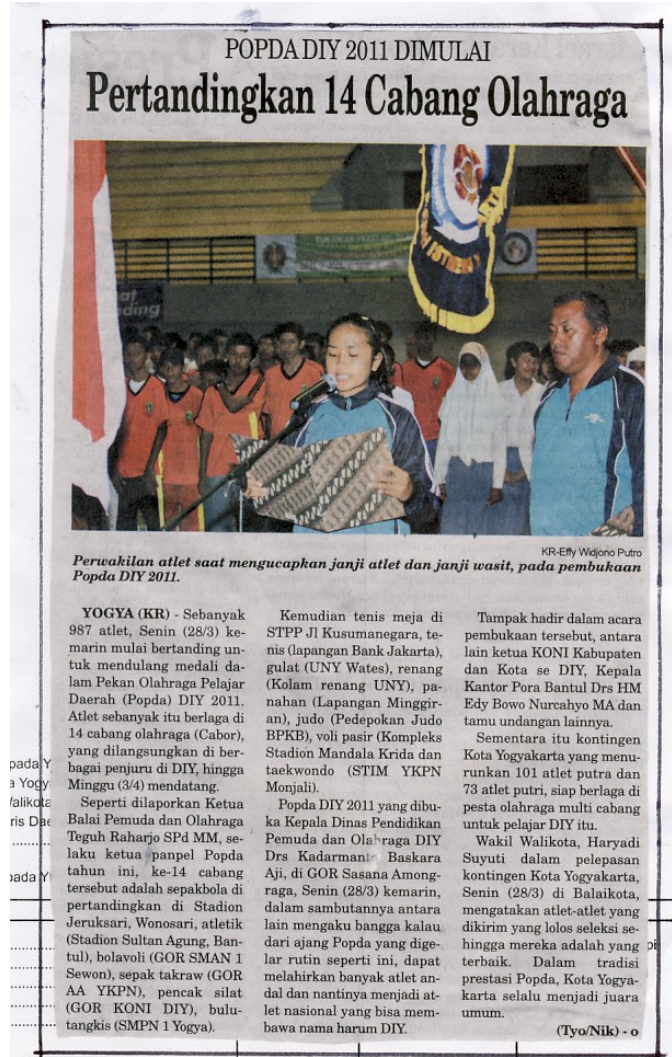 POPDA DIY 2011 DIMULAI
Pertandingkan 14 Cabang Olahraga
KR-Effy Widjono Putro
Perwakilan atlet saat mengucapkan janji atlet dan janji wasit, pada pembukaan
Popda DIY 2011.
YOGYA (KR) - Sebanyak
987 atlet, Senin (28/3) ke-
marin mulai bertanding un-
tuk mendulang medali da-
lam Pekan Olahraga Pelajar
Daerah (Popda) DIY 2011.
Atlet sebanyak itu berlaga di
14 cabang olahraga (Cabor),
yang dilangsungkan di ber-
bagai penjuru di DIY, hingga
Minggu (3/4) mendatang.
Seperti dilaporkan Ketua
Balai Pemuda dan Olahraga
Teguh Raharjo SPd MM, se-
laku ketua panpel Popda
tahun ini, ke-14 cabang
tersebut adalah sepakbola di
pertandingkan di Stadion
Jeruksari, Wonosari, atletik
(Stadion Sultan Agung, Ban-
tul), bolavoli (GOR SMAN 1
Sewon), sepak takraw (GOR
AA YKPN), pencak silat
(GOR KONI DIY), bulu-
tangkis (SMPN 1 Yogya).
Kemudian tenis meja di
STPP Jl Kusumanegara, te-
nis (lapangan Bank Jakarta),
gulat (UNY Wates), renang
(Kolam renang UNY), pa-
nahan (Lapangan Minggir-
an), judo (Pedepokan Judo
BPKB), voli pasir (Kompleks
Stadion Mandala Krida dan
taekwondo (STIM YKPN
Monjali).
Popda DIY 2011 yang dibu-
ka Kepala Dinas Pendidikan
Pemuda dan Olahraga DIY
Drs Kadarmanta Baskara
Aji, di GOR Sasana Among-
raga, Senin (28/3) kemarin,
dalam sambutannya antara
lain mengaku bangga kalau
dari ajang Popda yang dige-
lar rutin seperti ini, dapat
melahirkan banyak atlet an-
dal dan nantinya menjadi at-
let nasional yang bisa mem-
bawa nama harum DIY.
Tampak hadir dalam acara
pembukaan tersebut, antara
lain ketua KONI Kabupaten
dan Kota se DIY, Kepala
Kantor Pora Bantul Drs HM
Edy Bowo Nurcahyo MA dan
tamu undangan lainnya.
Sementara itu kontingen
Kota Yogyakarta yang menu-
runkan 101 atlet putra dan
73 atlet putri, siap berlaga di
pesta olahraga multi cabang
untuk pelajar DIY itu.
Wakil Walikota, Haryadi
Suyuti dalam pelepasan
kontingen Kota Yogyakarta,
Senin (28/3) di Balaikota,
mengatakan atlet-atlet yang
dikirim yang lolos seleksi se-
hingga mereka adalah yang
terbaik. Dalam tradisi
prestasi Popda, Kota Yogya-
karta selalu menjadi juara
umum.
(Tyo/Nik) - o